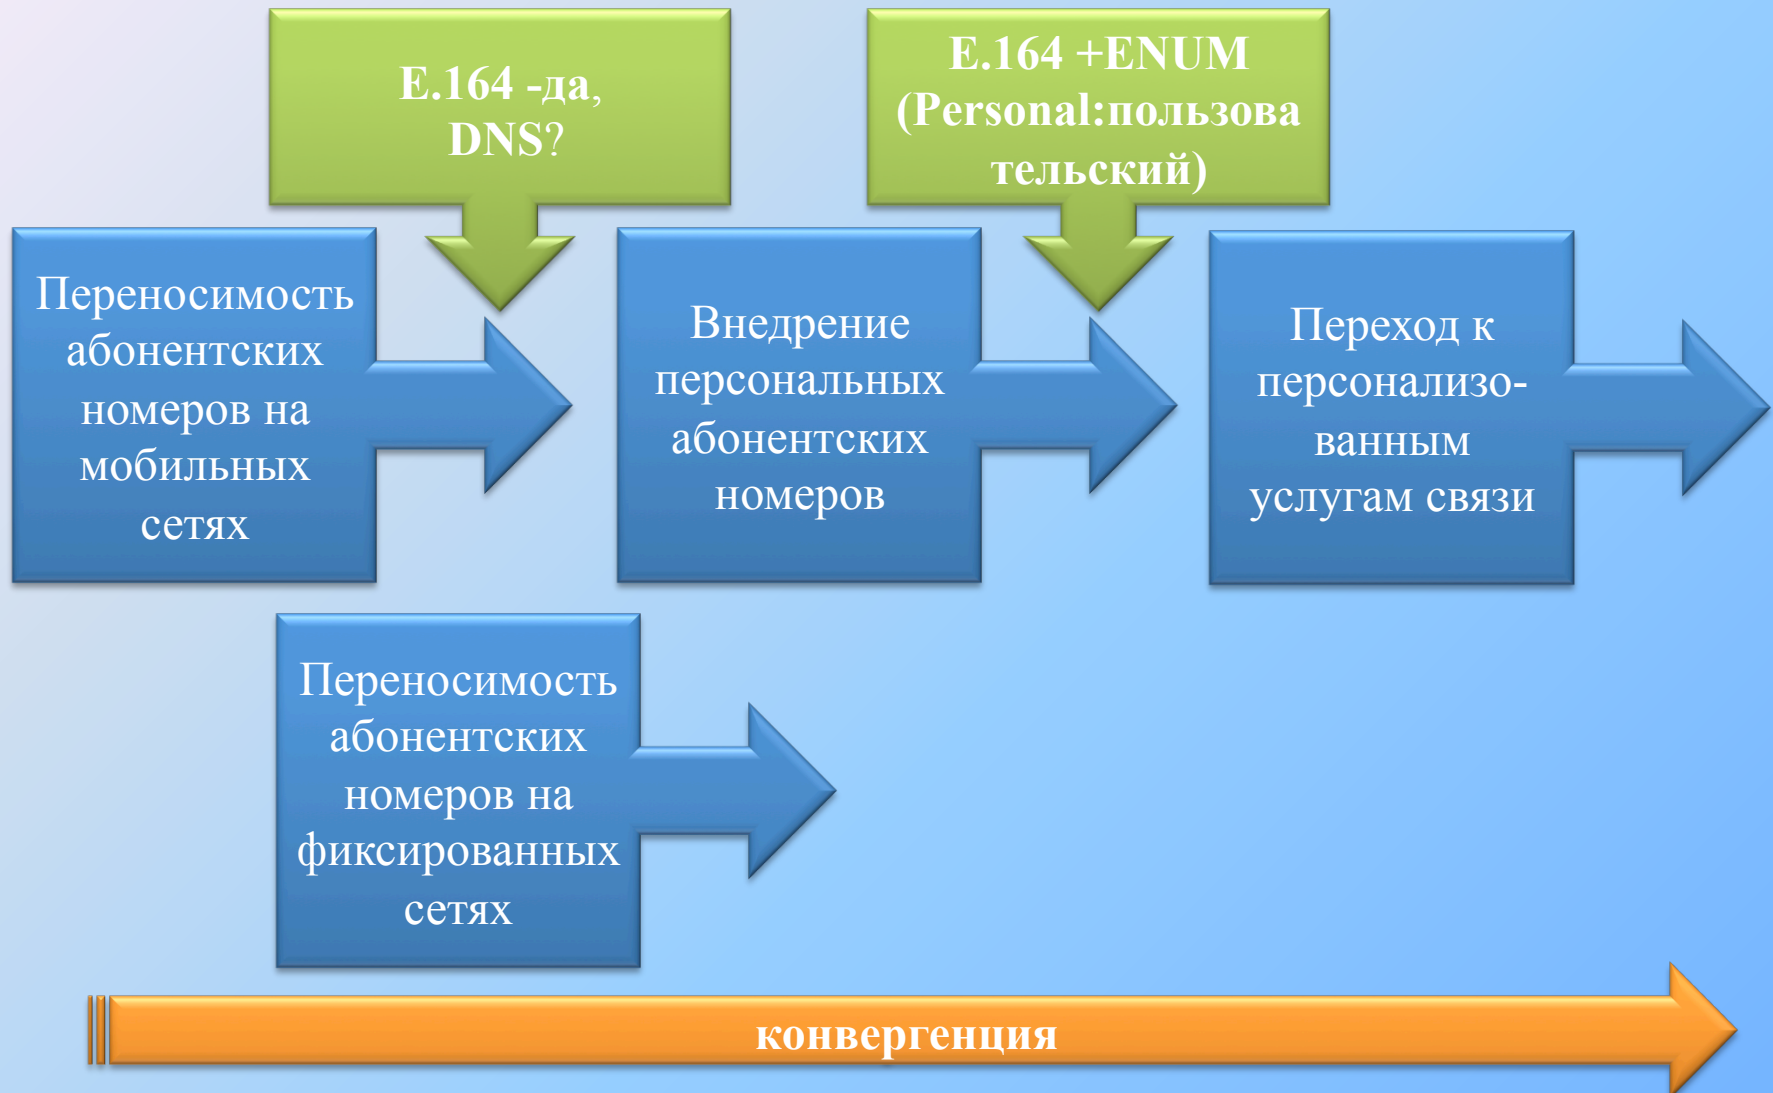 Е.164 -да,
DNS?
Е.164 +ENUM
(Personal:пользова
тельский)
Переносимость
абонентских
номеров на
мобильных
сетях
Внедрение
персональных
абонентских
номеров
Переход к
персонализо-
ванным
услугам связи
Переносимость
абонентских
номеров на
фиксированных
сетях
конвергенция